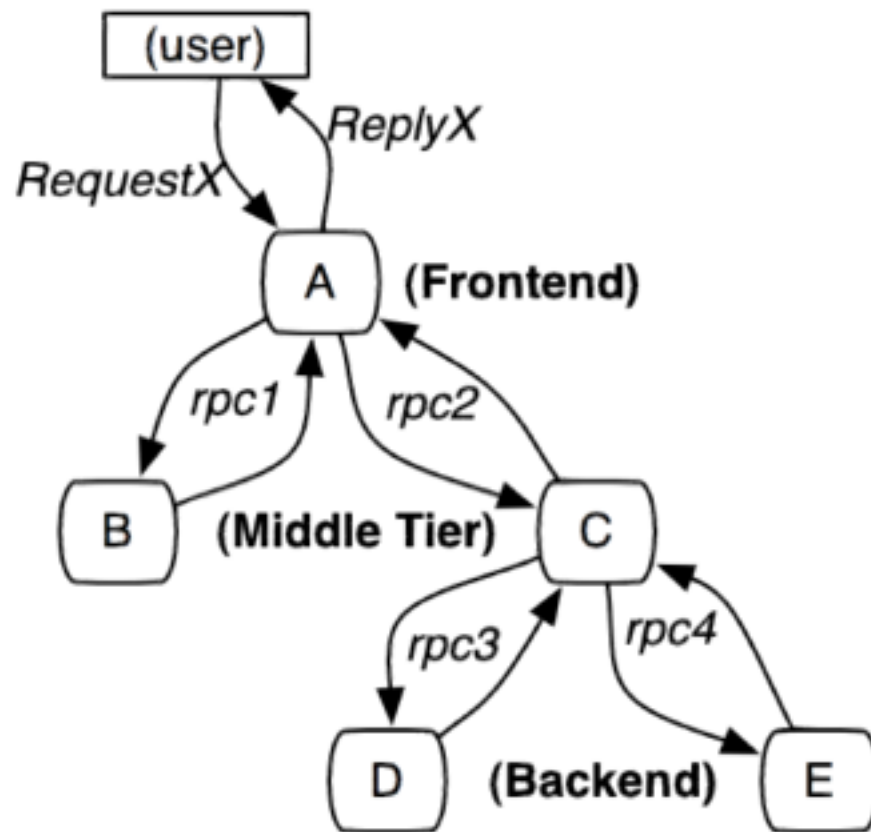 (user)
ReplyX
RequestX
A (Frontend)
rpc1 rpc2
B (Middle Tier) C
rpc3 rpc4
D (Backend) E